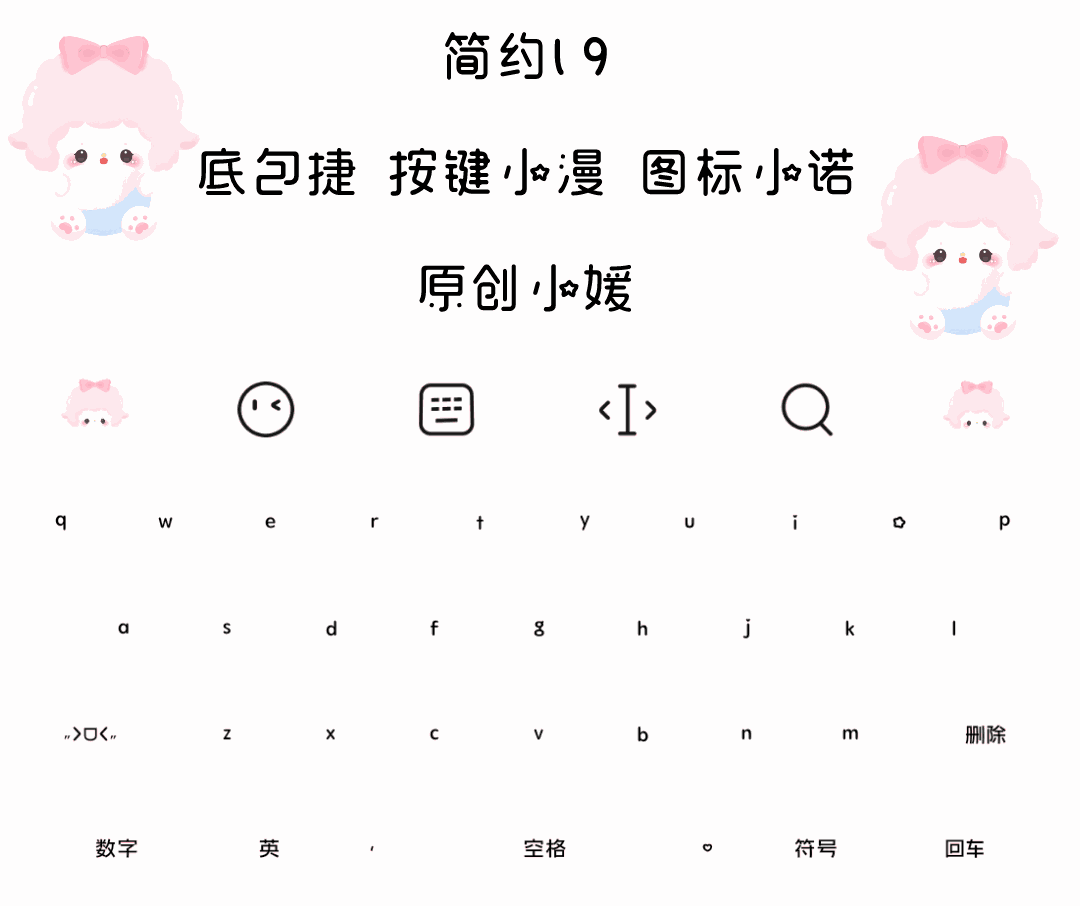 简约19
底包捷 按键小漫 图标小诺
原创小媛
q w e r t y u i o p
a s d f g h j k l
„>ᗜ<„ z x c v b n m 删除
数字 英 , 空格 ♡ 符号 回车